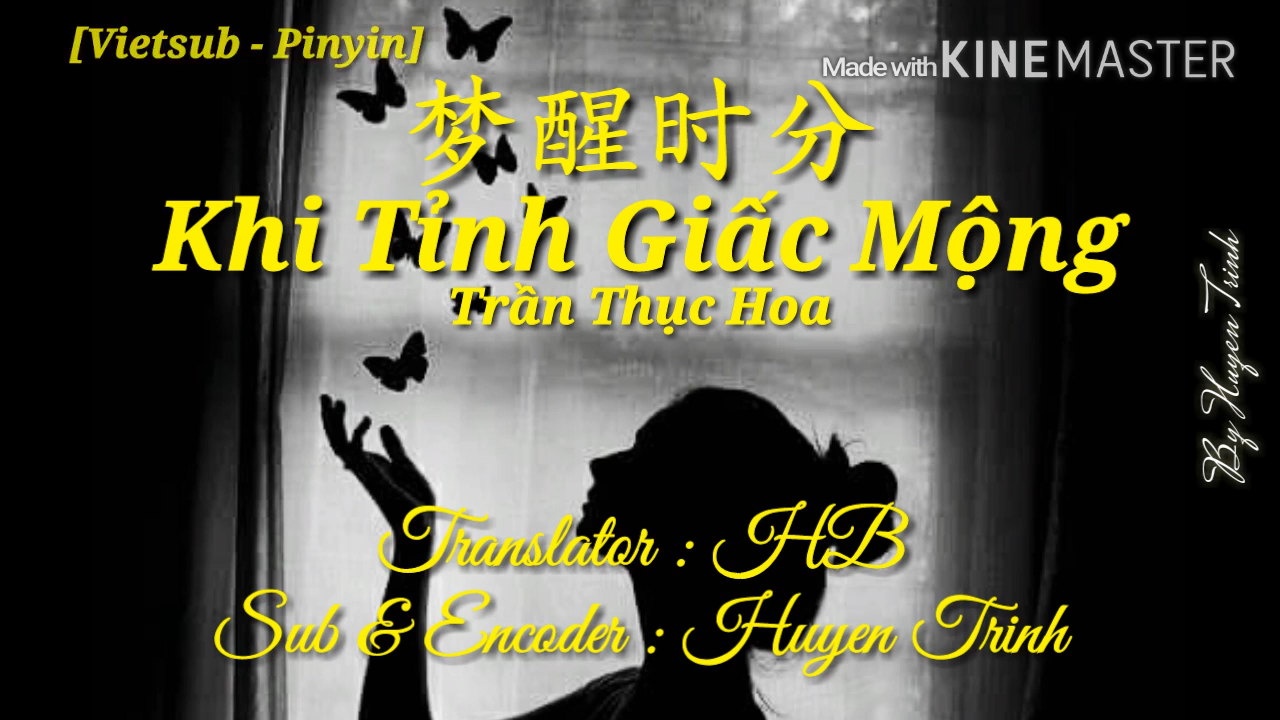 [Vietsub - Pinyin]
Made with KINEMASTER
梦醒时分
Khi Tỉnh Giấc Mộng
Trần Thục Hoa
By Huyen Trinh
Translator : HB
Sub & Encoder : Huyen Trinh